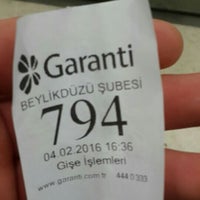 Garanti
BEYLİKDÜZÜ ŞUBESİ
794
04.02.2016 16:36
Gişe İşlemleri
www.garanti.com.tr 444 0 333